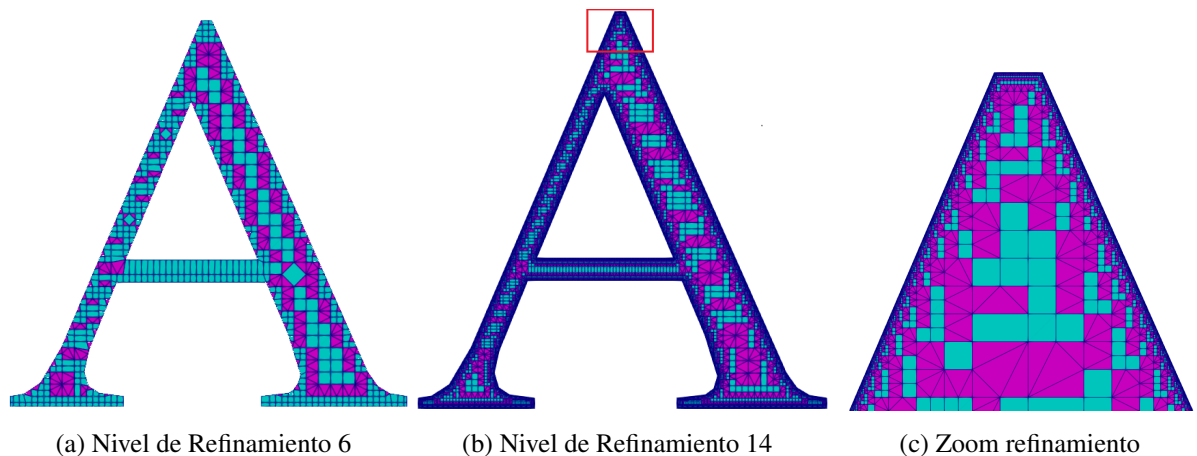 (a) Nivel de Refinamiento 6
(b) Nivel de Refinamiento 14
(c) Zoom refinamiento